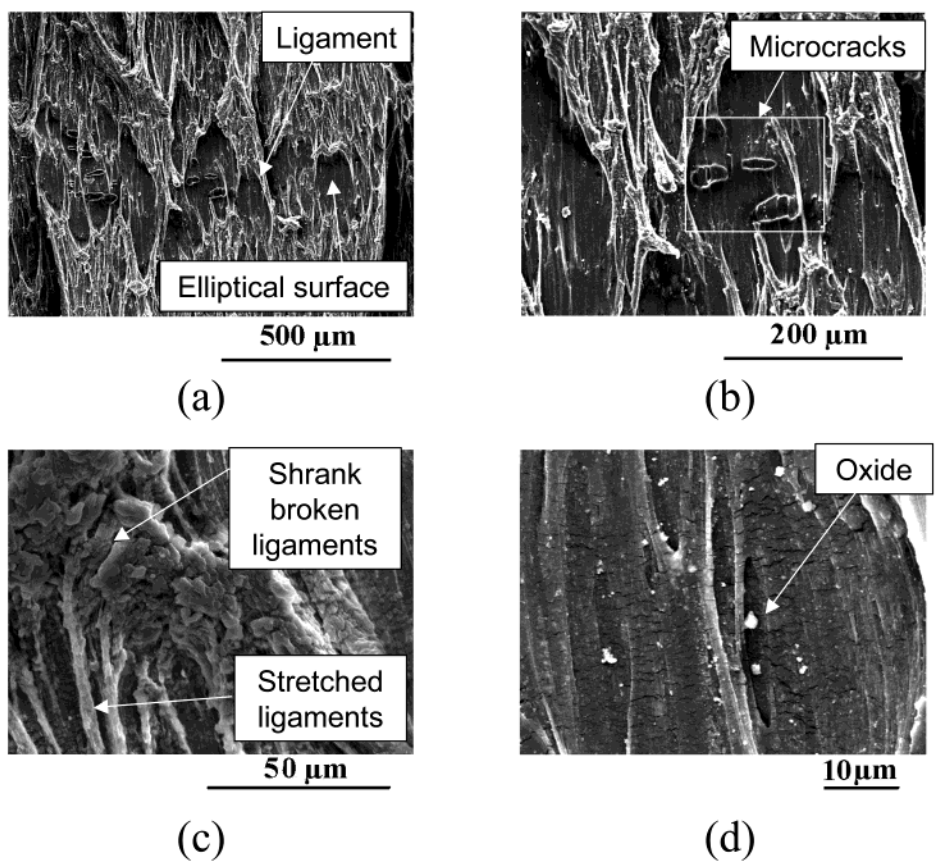 Ligament
Elliptical surface
500 µm
(a)
Microcracks
200 µm
(b)
Shrank
broken
ligaments
Stretched
ligaments
50 µm
(c)
Oxide
10µm
(d)